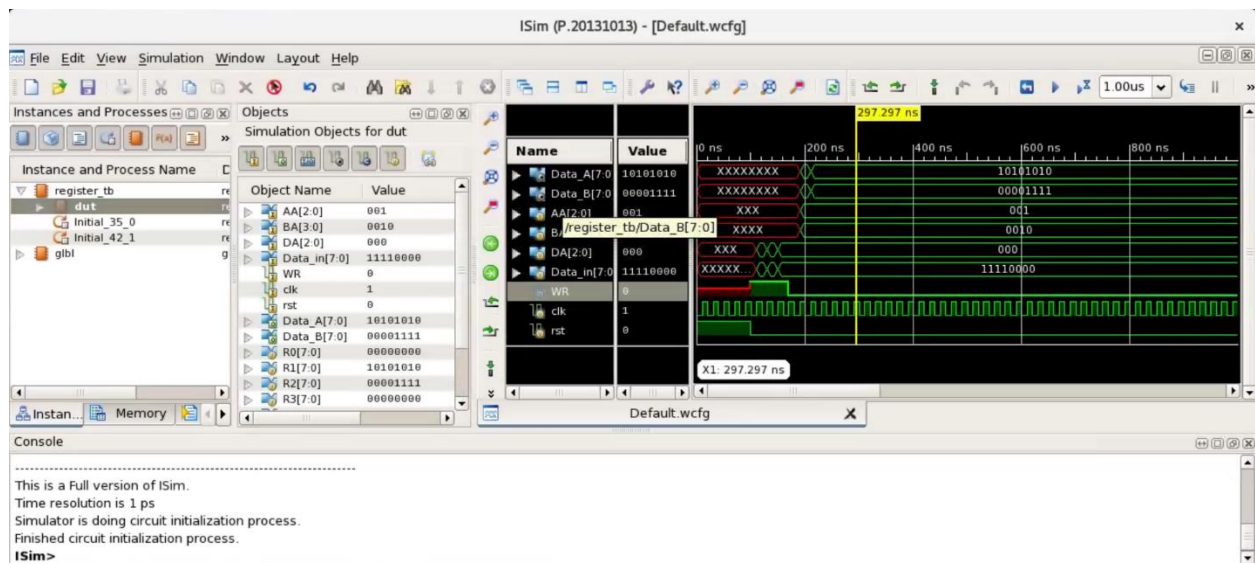 ISim (P.20131013) - [Default.wcfg]
File Edit View Simulation Window Layout Help
1.00us
Instances and Processes
Instance and Process Name D
register_tb re
dut re
Initial_35_0 re
Initial_42_1 re
glbl g
Instan... Memory
Objects
Simulation Objects for dut
Object Name Value
AA[2:0] 001
BA[3:0] 0010
DA[2:0] 000
Data_in[7:0] 11110000
WR 0
clk 1
rst 0
Data_A[7:0] 10101010
Data_B[7:0] 00001111
R0[7:0] 00000000
R1[7:0] 10101010
R2[7:0] 00001111
R3[7:0] 00000000
297.297 ns
Name Value 0 ns 200 ns 400 ns 600 ns 800 ns
Data_A[7:0 10101010 XXXXXXXX 10101010
Data_B[7:0 00001111 XXXXXXXX 00001111
AA[2:0] 001 XXX 001
/register_tb/Data_B[7:0]
XXXX 0010
DA[2:0] 000 XXX 000
Data_in[7:0 11110000 XXXXX... 11110000
WR 0
clk 1
rst 0
X1: 297.297 ns
Default.wcfg
Console
This is a Full version of ISim.
Time resolution is 1 ps
Simulator is doing circuit initialization process.
Finished circuit initialization process.
ISim>